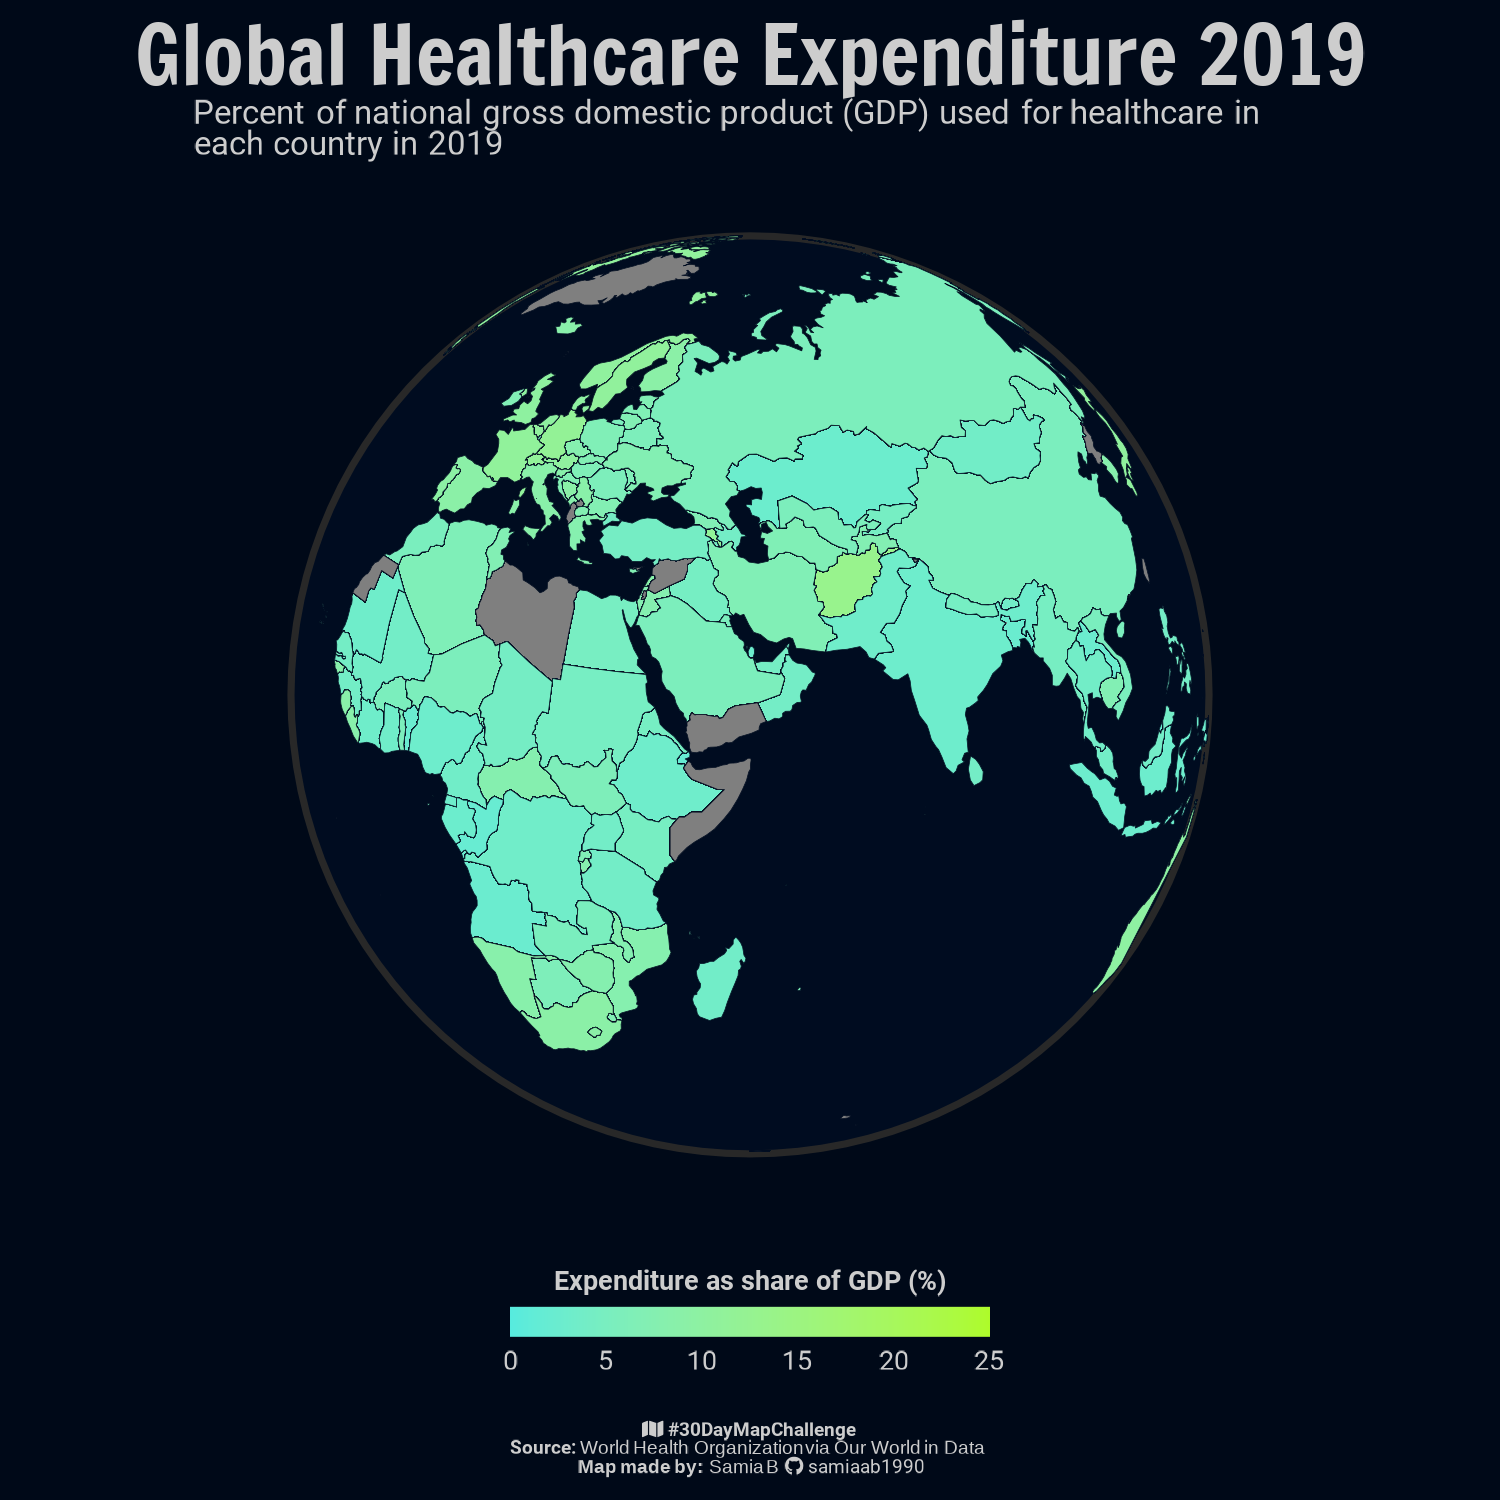 Global Healthcare Expenditure 2019
Percent of national gross domestic product (GDP) used for healthcare in
each country in 2019
Expenditure as share of GDP (%)
0 5 10 15 20 25
#30DayMapChallenge
Source: World Health Organization via Our World in Data
Map made by: Samia B samiaab1990